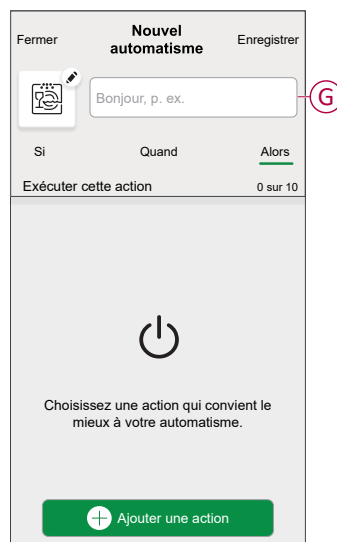 Fermer
Nouvel
automatisme
Enregistrer
Bonjour, p. ex.
G
Si
Quand
Alors
Exécuter cette action
0 sur 10
Choisissez une action qui convient le
mieux à votre automatisme.
Ajouter une action